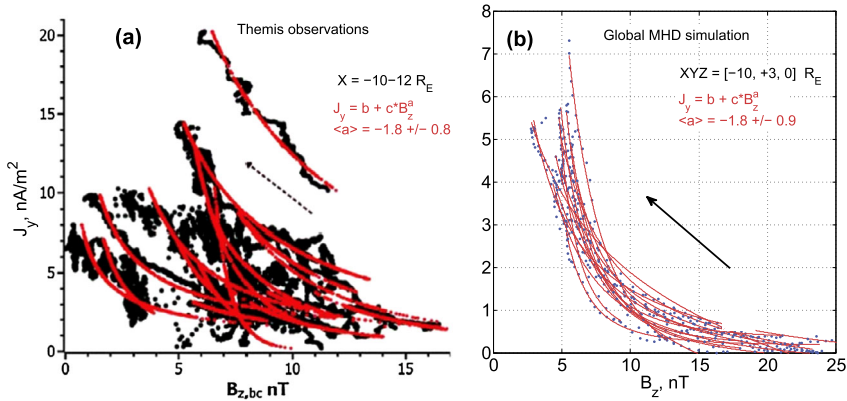 (a)
Themis observations
X = −10−12 R_E
J_y = b + c*B_z^a
<a> = −1.8 +/− 0.8
J_y, nA/m²
20
15
10
5
0
0 5 10 15
B_z,bc nT
(b)
Global MHD simulation
XYZ = [−10, +3, 0] R_E
J_y = b + c*B_z^a
<a> = −1.8 +/− 0.9
8
7
6
5
4
3
2
1
0
0 5 10 15 20 25
B_z, nT